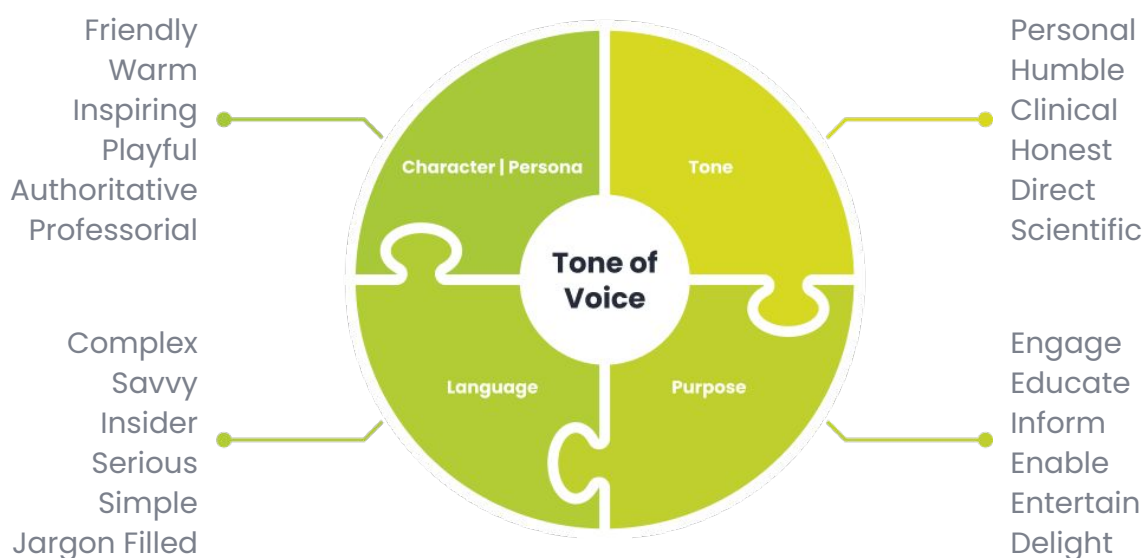 Friendly
Warm
Inspiring
Playful
Authoritative
Professorial
Character | Persona
Tone
Personal
Humble
Clinical
Honest
Direct
Scientific
Tone of
Voice
Complex
Savvy
Insider
Serious
Simple
Jargon Filled
Language
Purpose
Engage
Educate
Inform
Enable
Entertain
Delight